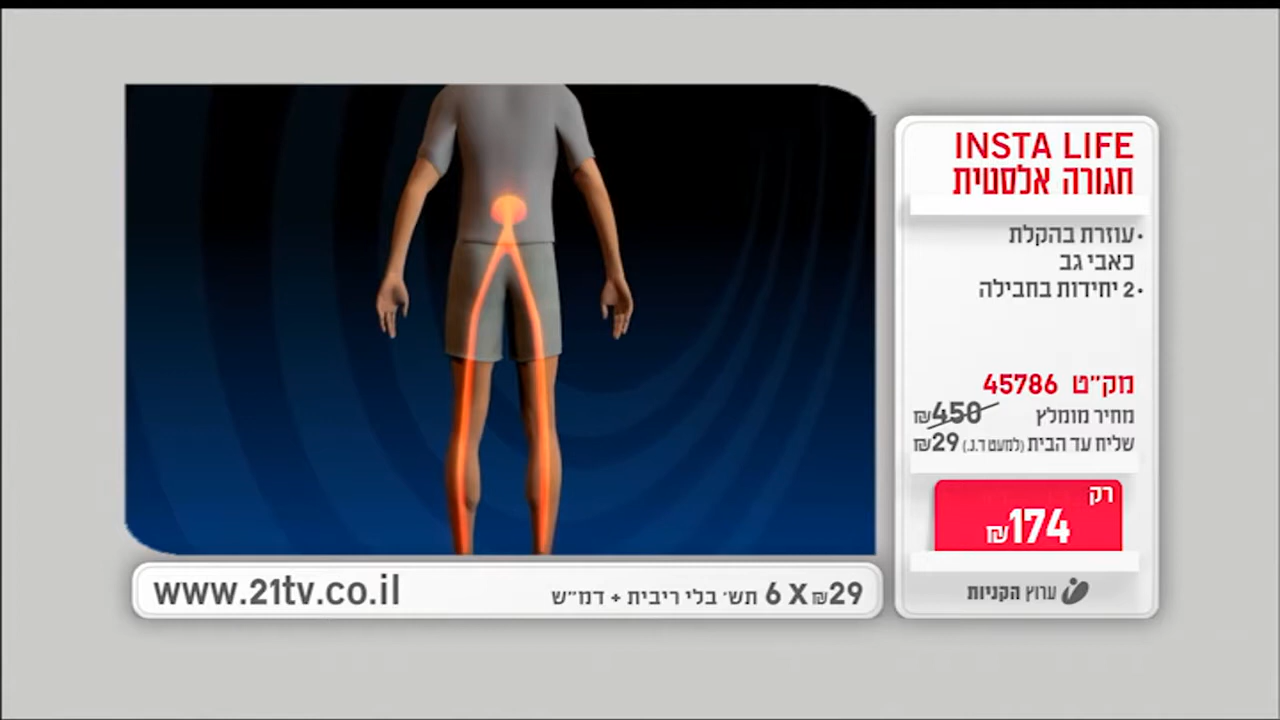 INSTA LIFE
חגורה אלסטית
•עוזרת בהקלת
כאבי גב
•2 יחידות בחבילה
מק״ט 45786
מחיר מומלץ 450₪
שליח עד הבית (למעט ד.נ.) 29₪
רק
174₪
ערוץ הקניות
29₪ X 6 תש׳ בלי ריבית + דמ״ש
www.21tv.co.il